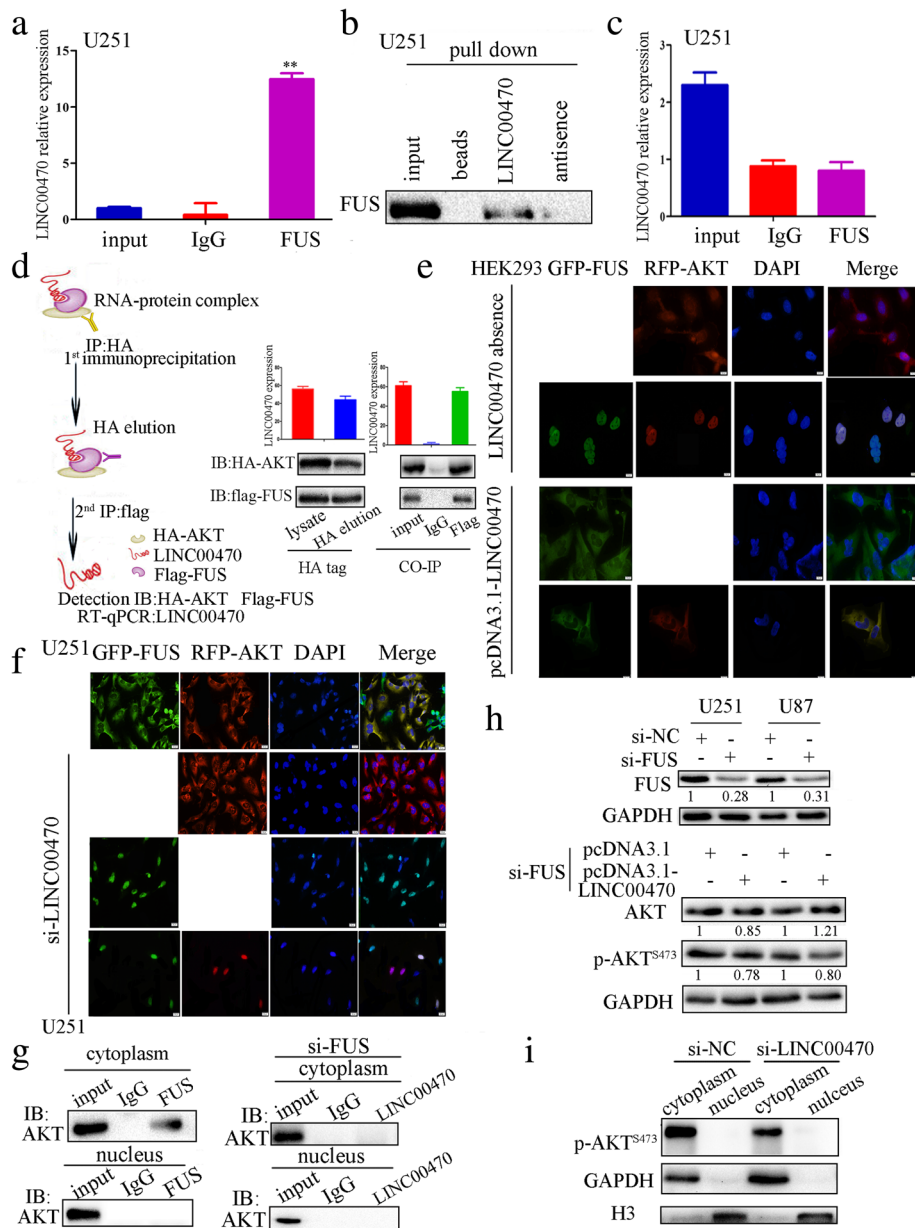 a
U251
LINC00470 relative expression
15
10
5
0
**
input IgG FUS
b
U251
pull down
input
beads
LINC00470
antisence
FUS
c
U251
LINC00470 relative expression
3
2
1
0
input IgG FUS
d
RNA-protein complex
IP:HA
1st immunoprecipitation
HA elution
2nd IP:flag
HA-AKT
LINC00470
Flag-FUS
Detection IB:HA-AKT Flag-FUS
RT-qPCR:LINC00470
LINC00470 expression
80
60
40
20
0
LINC00470 expression
80
60
40
20
0
IB:HA-AKT
IB:flag-FUS
lysate
HA elution
HA tag
input
IgG
Flag
CO-IP
e
HEK293 GFP-FUS RFP-AKT DAPI Merge
LINC00470 absence
pcDNA3.1-LINC00470
f
U251
GFP-FUS RFP-AKT DAPI Merge
si-LINC00470
U251
g
cytoplasm
input IgG FUS
IB:
AKT
nucleus
input IgG FUS
IB:
AKT
si-FUS
cytoplasm
input IgG LINC00470
IB:
AKT
nucleus
input IgG LINC00470
IB:
AKT
h
U251 U87
si-NC + - + -
si-FUS - + - +
FUS
1 0.28 1 0.31
GAPDH
si-FUS
pcDNA3.1 + - + -
pcDNA3.1-
LINC00470 - + - +
AKT
1 0.85 1 1.21
p-AKTS473
1 0.78 1 0.80
GAPDH
i
si-NC si-LINC00470
cytoplasm nucleus cytoplasm nulceus
p-AKTS473
GAPDH
H3